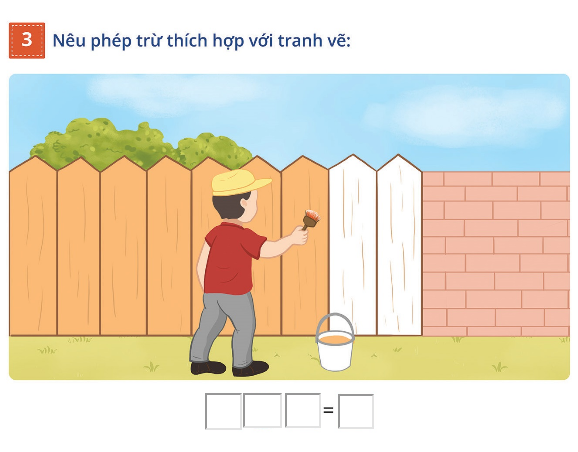 3 Nêu phép trừ thích hợp với tranh vẽ:
=